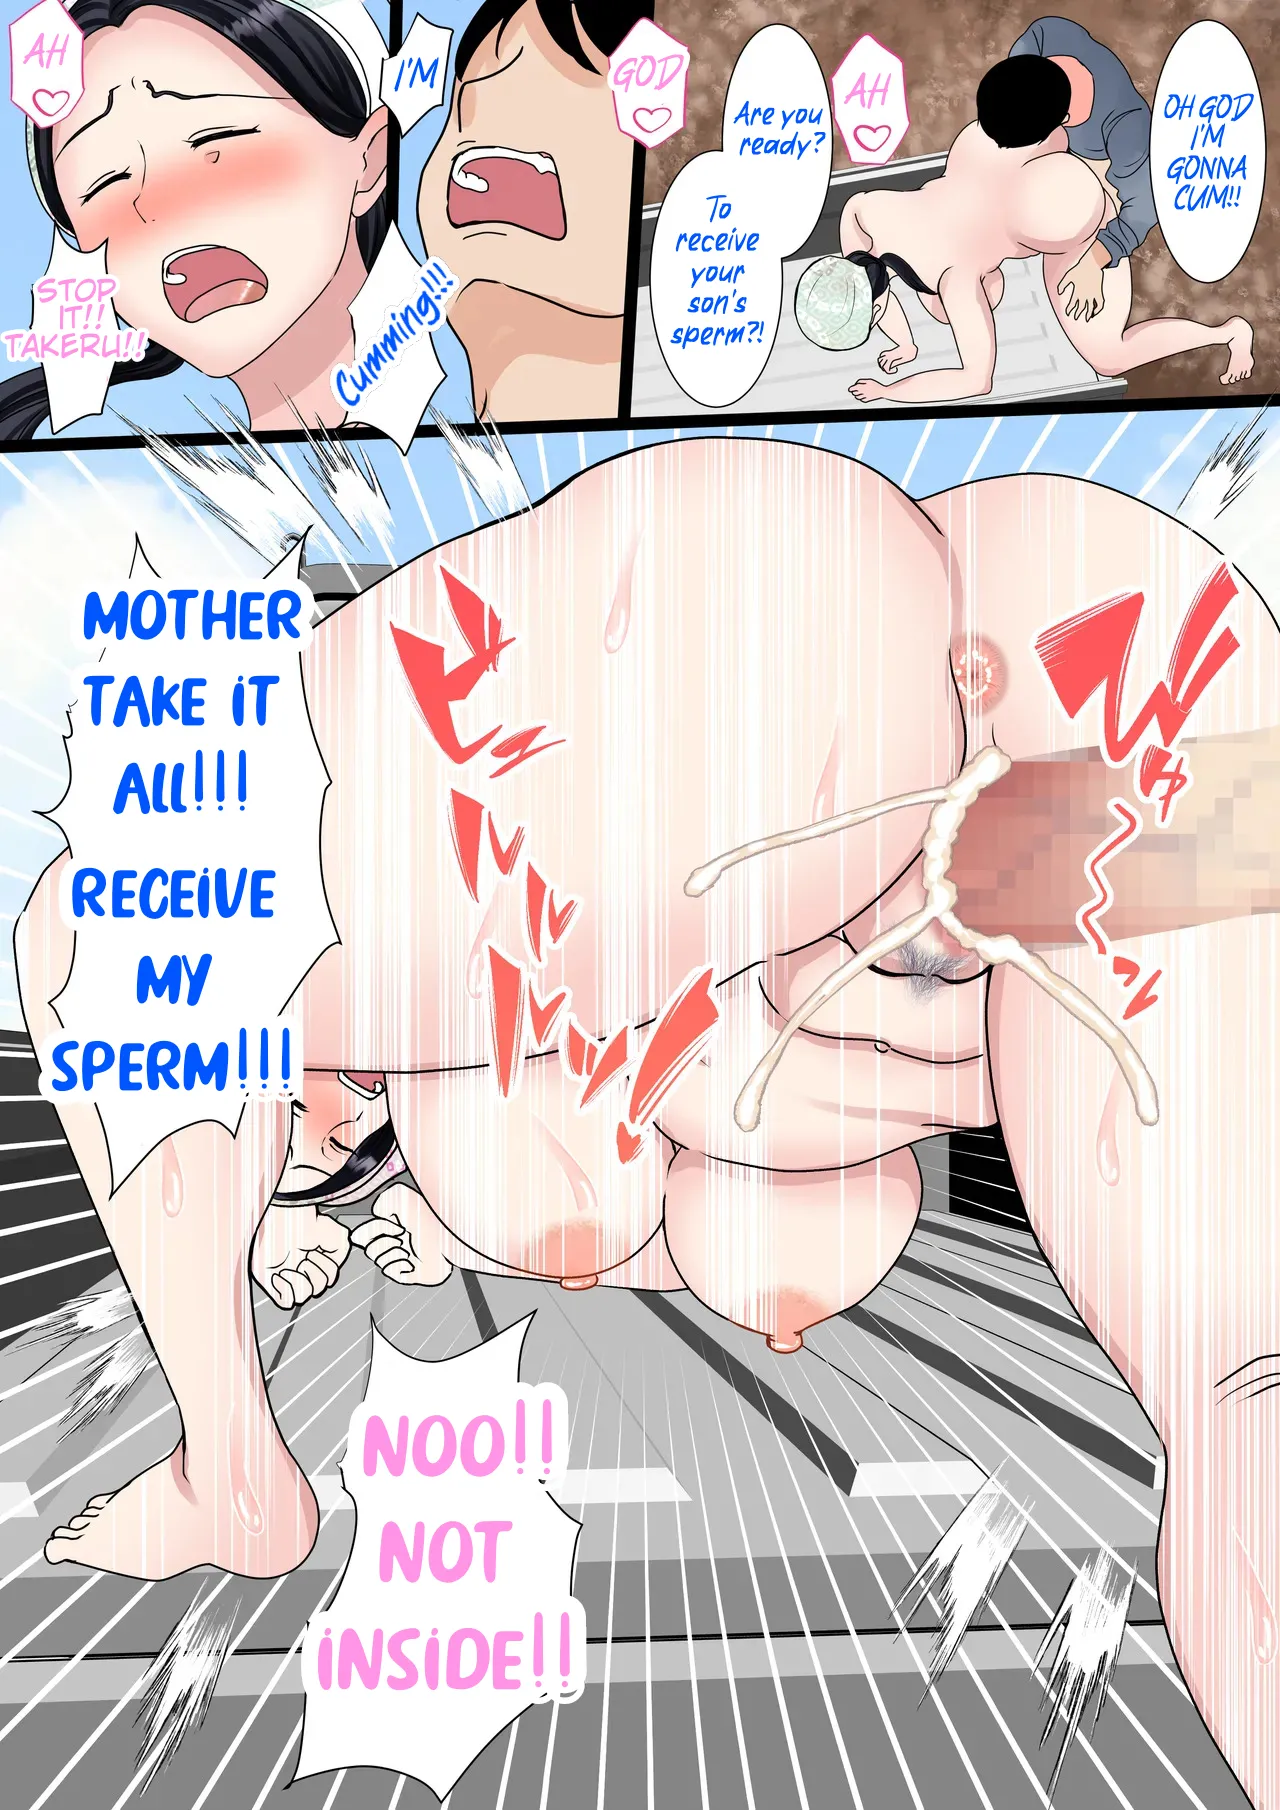 OH GOD
I'M
GONNA
CUM!!
AH
♡
Are you
ready?
To
receive
your
son's
sperm?!
GOD
♡
I'M
Cumming!!!
AH
♡
STOP
IT!!
TAKERU!!
MOTHER
TAKE IT
ALL!!!
RECEIVE
MY
SPERM!!!
NOO!!
NOT
INSIDE!!